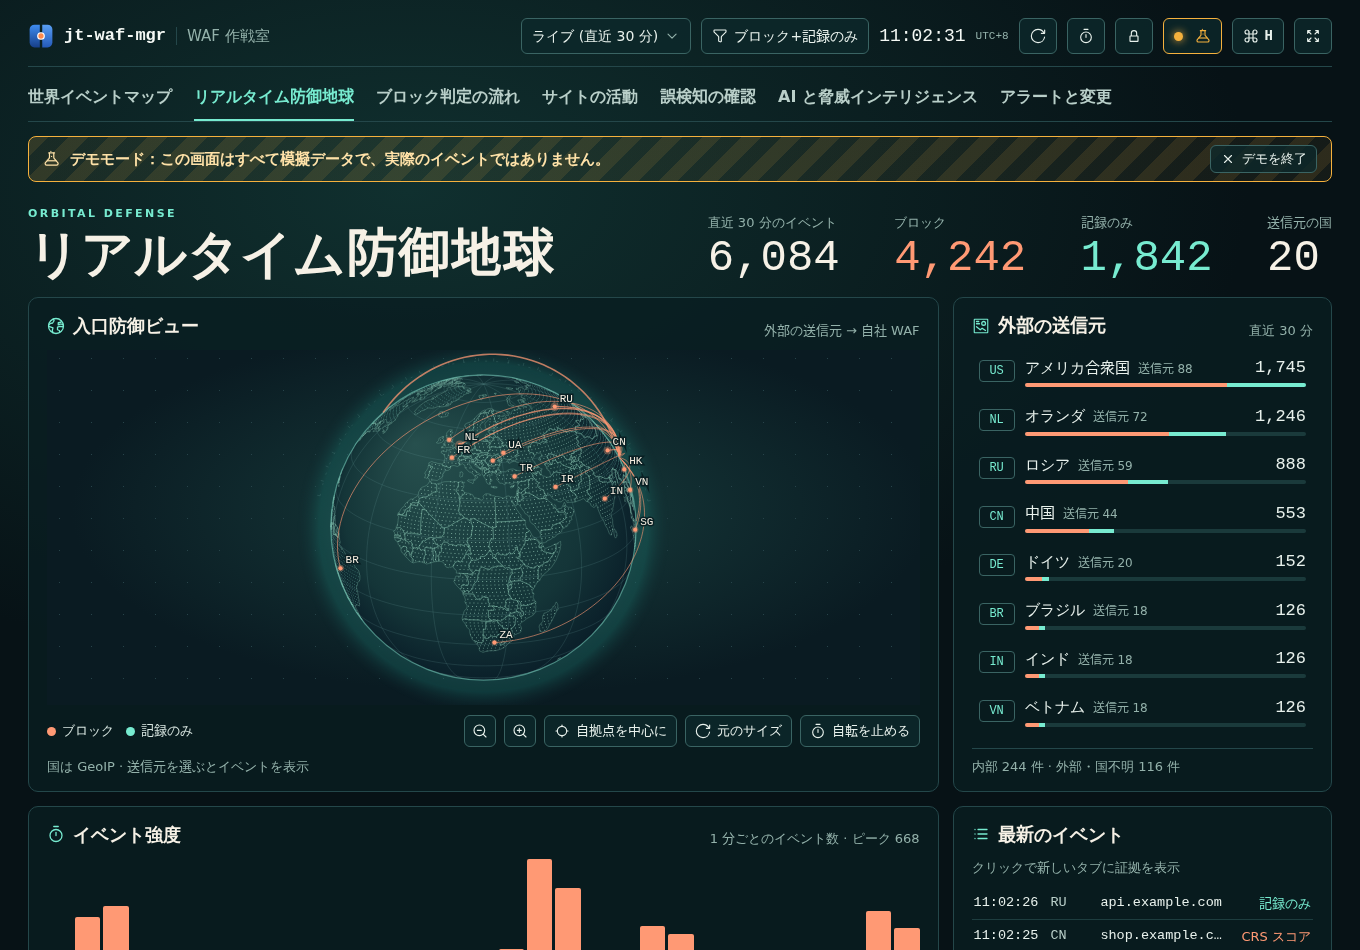 jt-waf-mgr
WAF 作戦室
ライブ (直近 30 分)
ブロック+記録のみ
11:02:31 UTC+8
⌘ H
世界イベントマップ リアルタイム防御地球 ブロック判定の流れ サイトの活動 誤検知の確認 AI と脅威インテリジェンス アラートと変更
デモモード：この画面はすべて模擬データで、実際のイベントではありません。
デモを終了
ORBITAL DEFENSE
リアルタイム防御地球
直近 30 分のイベント
6,084
ブロック
4,242
記録のみ
1,842
送信元の国
20
入口防御ビュー
外部の送信元 → 自社 WAF
RU
NL
FR
UA
CN
TR
HK
IR
IN
VN
SG
BR
ZA
ブロック
記録のみ
自拠点を中心に
元のサイズ
自転を止める
国は GeoIP · 送信元を選ぶとイベントを表示
外部の送信元
直近 30 分
US アメリカ合衆国 送信元 88 1,745
NL オランダ 送信元 72 1,246
RU ロシア 送信元 59 888
CN 中国 送信元 44 553
DE ドイツ 送信元 20 152
BR ブラジル 送信元 18 126
IN インド 送信元 18 126
VN ベトナム 送信元 18 126
内部 244 件 · 外部・国不明 116 件
イベント強度
1 分ごとのイベント数 · ピーク 668
最新のイベント
クリックで新しいタブに証拠を表示
11:02:26 RU api.example.com 記録のみ
11:02:25 CN shop.example.c… CRS スコア